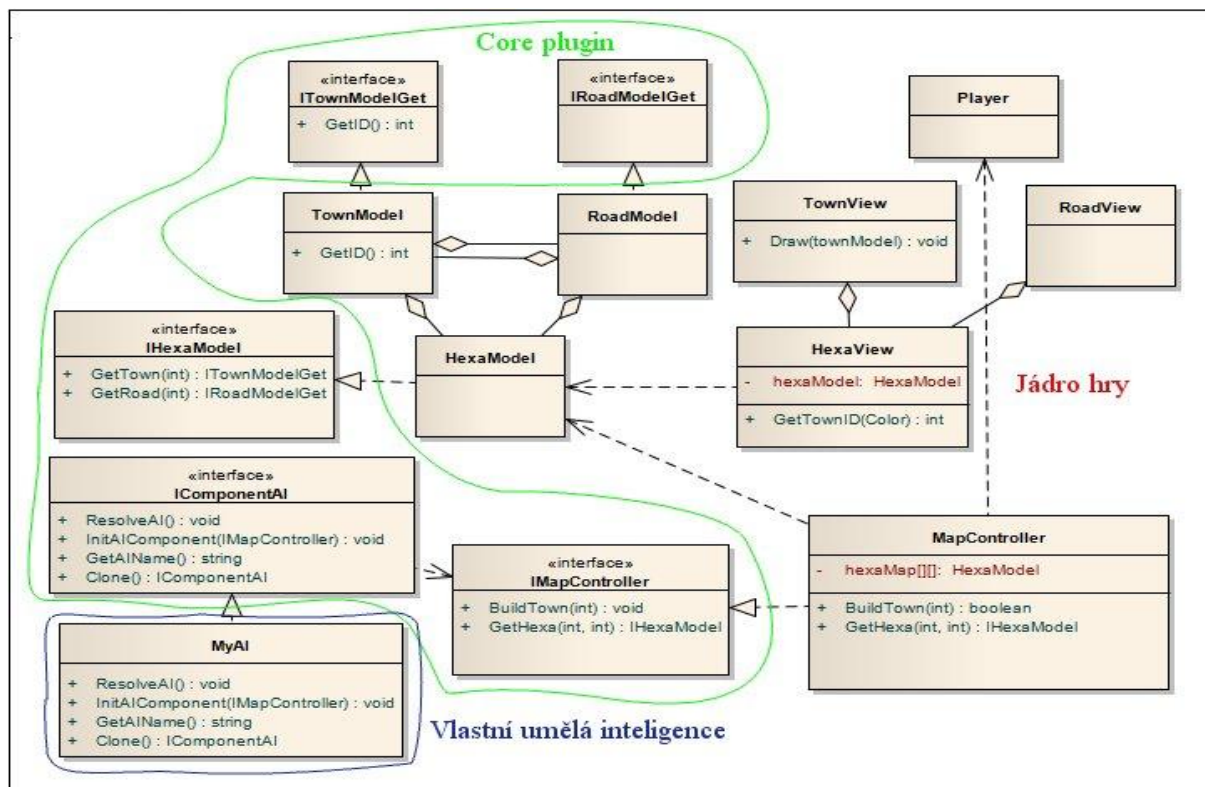 Core plugin
«interface»
ITownModelGet
+ GetID() : int
«interface»
IRoadModelGet
Player
TownModel
+ GetID() : int
RoadModel
TownView
+ Draw(townModel) : void
RoadView
«interface»
IHexaModel
+ GetTown(int) : ITownModelGet
+ GetRoad(int) : IRoadModelGet
HexaModel
HexaView
- hexaModel: HexaModel
+ GetTownID(Color) : int
Jádro hry
«interface»
IComponentAI
+ ResolveAI() : void
+ InitAIComponent(IMapController) : void
+ GetAIName() : string
+ Clone() : IComponentAI
«interface»
IMapController
+ BuildTown(int) : void
+ GetHexa(int, int) : IHexaModel
MapController
- hexaMap[][]: HexaModel
+ BuildTown(int) : boolean
+ GetHexa(int, int) : IHexaModel
MyAI
+ ResolveAI() : void
+ InitAIComponent(IMapController) : void
+ GetAIName() : string
+ Clone() : IComponentAI
Vlastní umělá inteligence